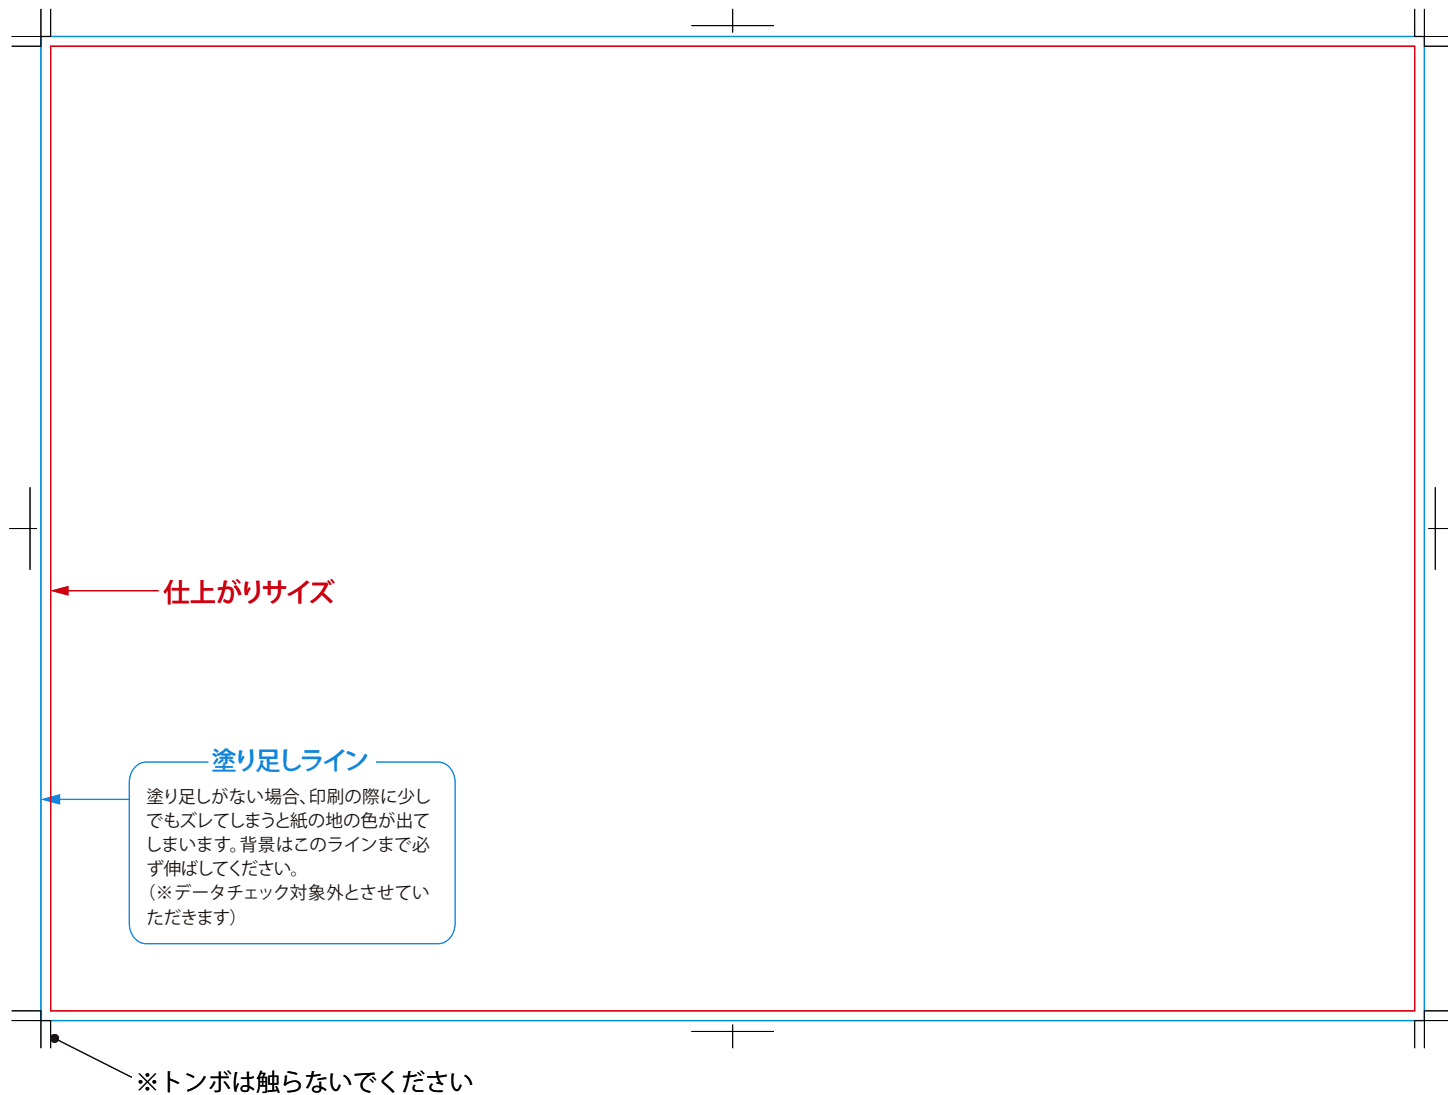 仕上がりサイズ
塗り足しライン
塗り足しがない場合、印刷の際に少し
でもズレてしまうと紙の地の色が出て
しまいます。背景はこのラインまで必
ず伸ばしてください。
（※データチェック対象外とさせてい
ただきます）
※トンボは触らないでください